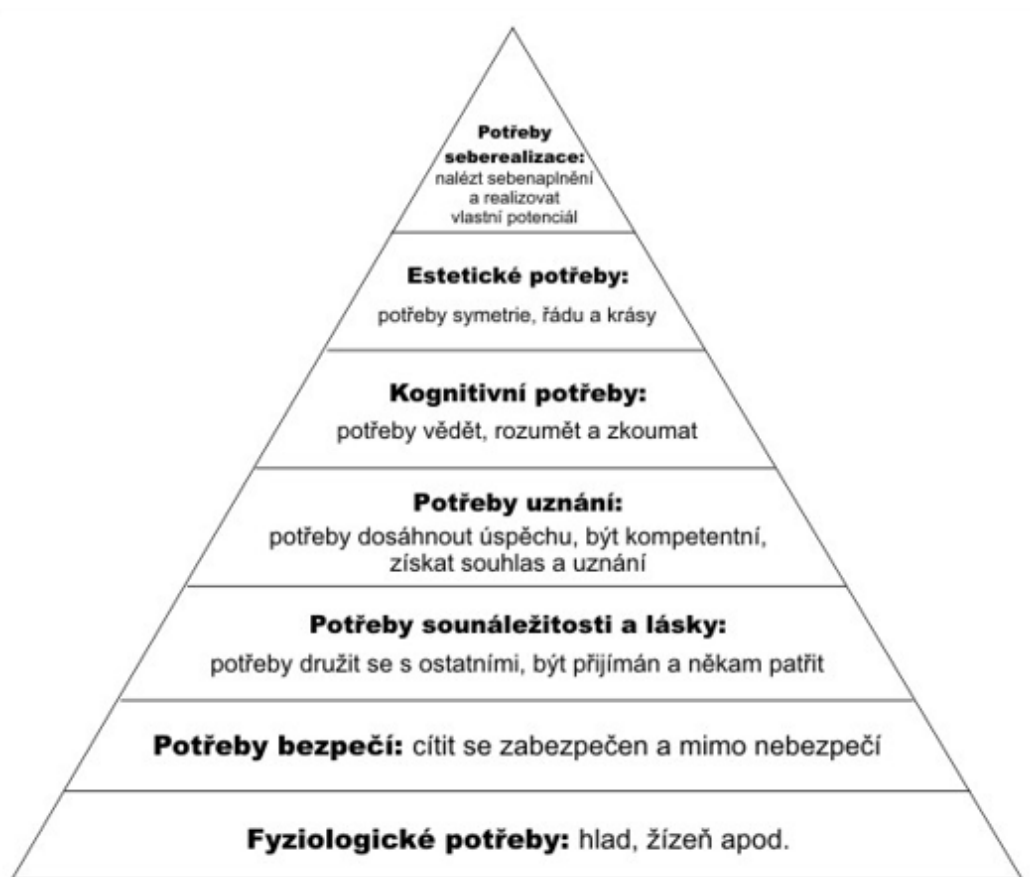 Potřeby
seberealizace:
nalézt sebenaplnění
a realizovat
vlastní potenciál
Estetické potřeby:
potřeby symetrie, řádu a krásy
Kognitivní potřeby:
potřeby vědět, rozumět a zkoumat
Potřeby uznání:
potřeby dosáhnout úspěchu, být kompetentní,
získat souhlas a uznání
Potřeby sounáležitosti a lásky:
potřeby družit se s ostatními, být přijímán a někam patřit
Potřeby bezpečí: cítit se zabezpečen a mimo nebezpečí
Fyziologické potřeby: hlad, žízeň apod.